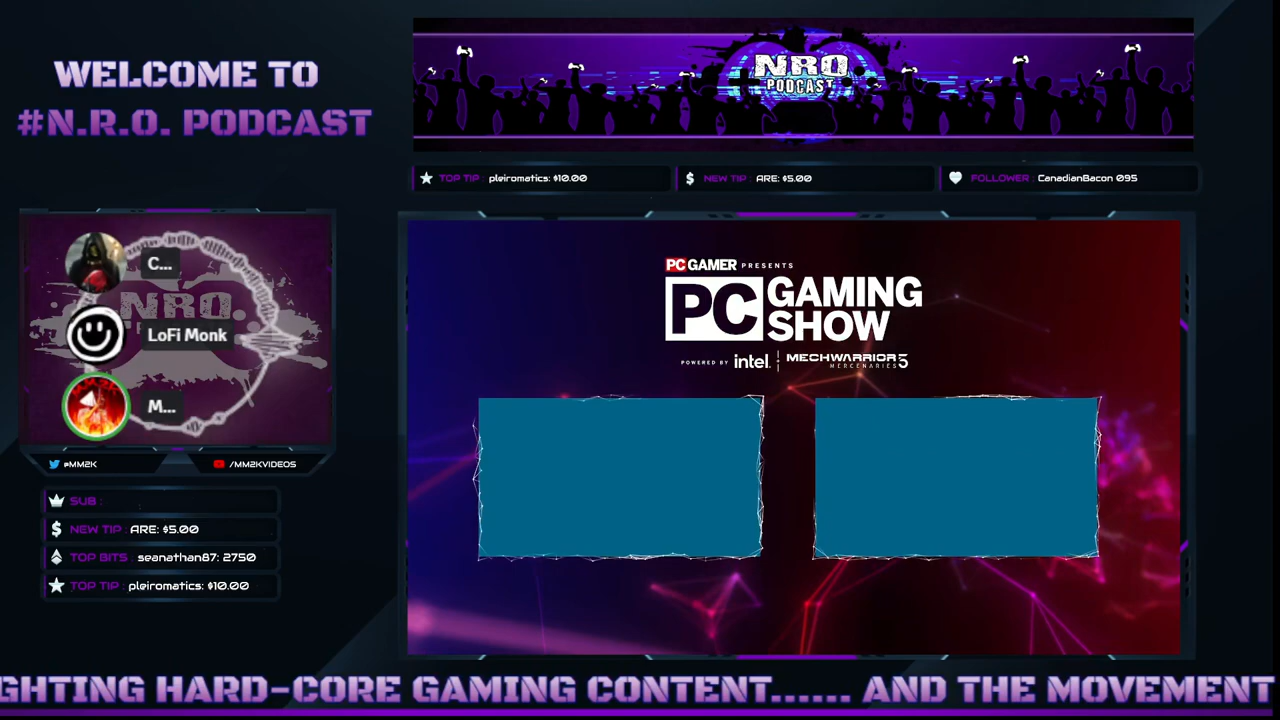 WELCOME TO
#N.R.O. PODCAST
NRO
PODCAST
TOP TIP : pleiromatics: $10.00
NEW TIP : ARE: $5.00
FOLLOWER : CanadianBacon 095
C...
LoFi Monk
M...
NRO.
@MM2K
/MM2KVIDEOS
SUB :
NEW TIP : ARE: $5.00
TOP BITS : seanathan87: 2750
TOP TIP : pleiromatics: $10.00
PC GAMER PRESENTS
PC GAMING
SHOW
POWERED BY intel. MECHWARRIOR 5
MERCENARIES
GHTING HARD-CORE GAMING CONTENT...... AND THE MOVEMENT